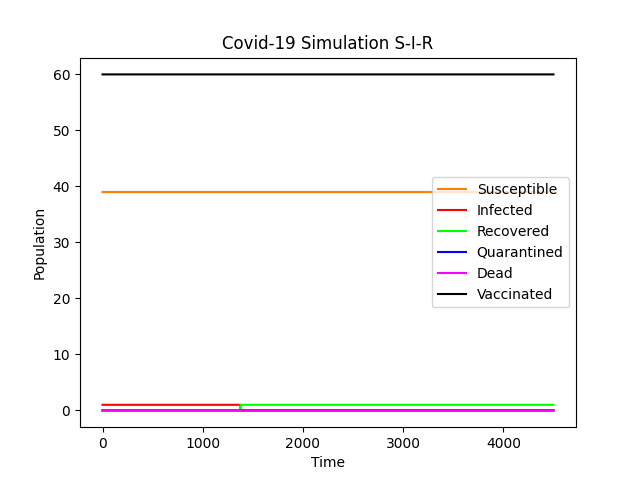 Covid-19 Simulation S-I-R
60
50
40
30
20
10
0
Population
Susceptible
Infected
Recovered
Quarantined
Dead
Vaccinated
0 1000 2000 3000 4000
Time